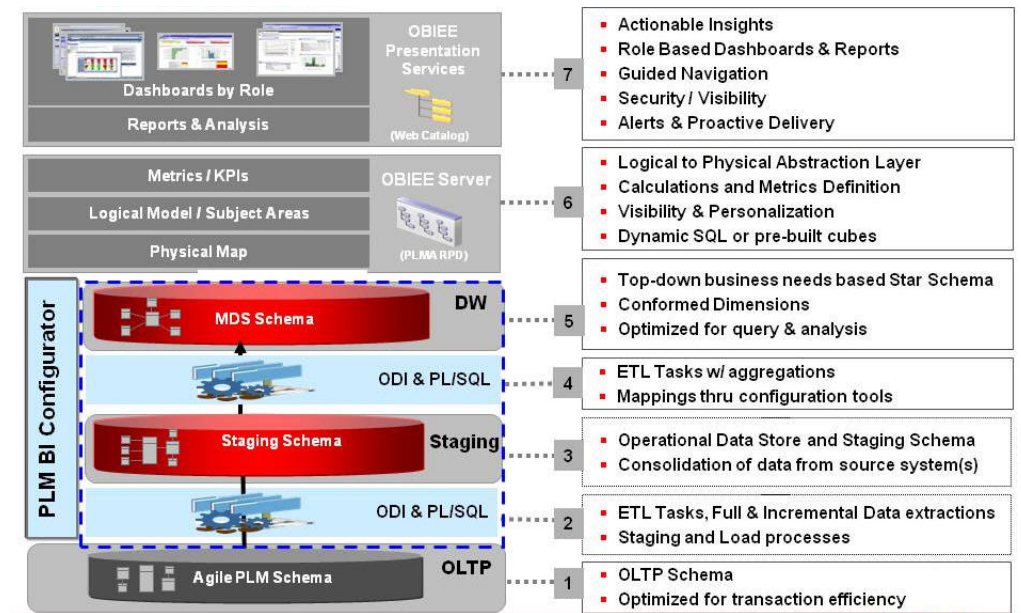 OBIEE
Presentation
Services
Dashboards by Role
Reports & Analysis
(Web Catalog)
7
Actionable Insights
Role Based Dashboards & Reports
Guided Navigation
Security / Visibility
Alerts & Proactive Delivery
Metrics / KPIs
OBIEE Server
Logical Model / Subject Areas
Physical Map
(PLMA RPD)
6
Logical to Physical Abstraction Layer
Calculations and Metrics Definition
Visibility & Personalization
Dynamic SQL or pre-built cubes
PLM BI Configurator
DW
MDS Schema
5
Top-down business needs based Star Schema
Conformed Dimensions
Optimized for query & analysis
ODI & PL/SQL
4
ETL Tasks w/ aggregations
Mappings thru configuration tools
Staging Schema
Staging
3
Operational Data Store and Staging Schema
Consolidation of data from source system(s)
ODI & PL/SQL
2
ETL Tasks, Full & Incremental Data extractions
Staging and Load processes
OLTP
Agile PLM Schema
1
OLTP Schema
Optimized for transaction efficiency